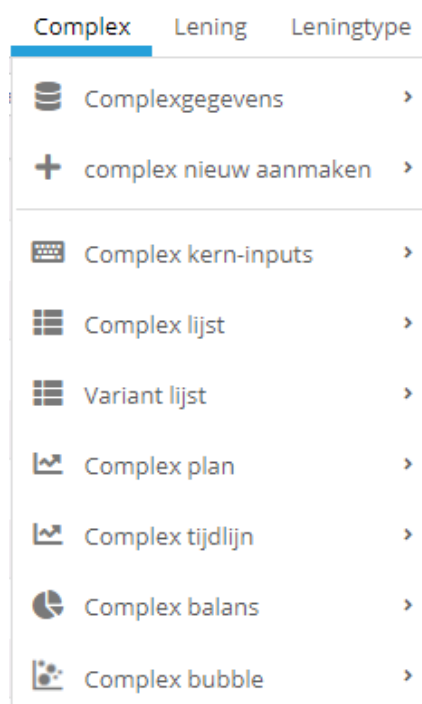 Complex Lening Leningtype
Complexgegevens
complex nieuw aanmaken
Complex kern-inputs
Complex lijst
Variant lijst
Complex plan
Complex tijdlijn
Complex balans
Complex bubble